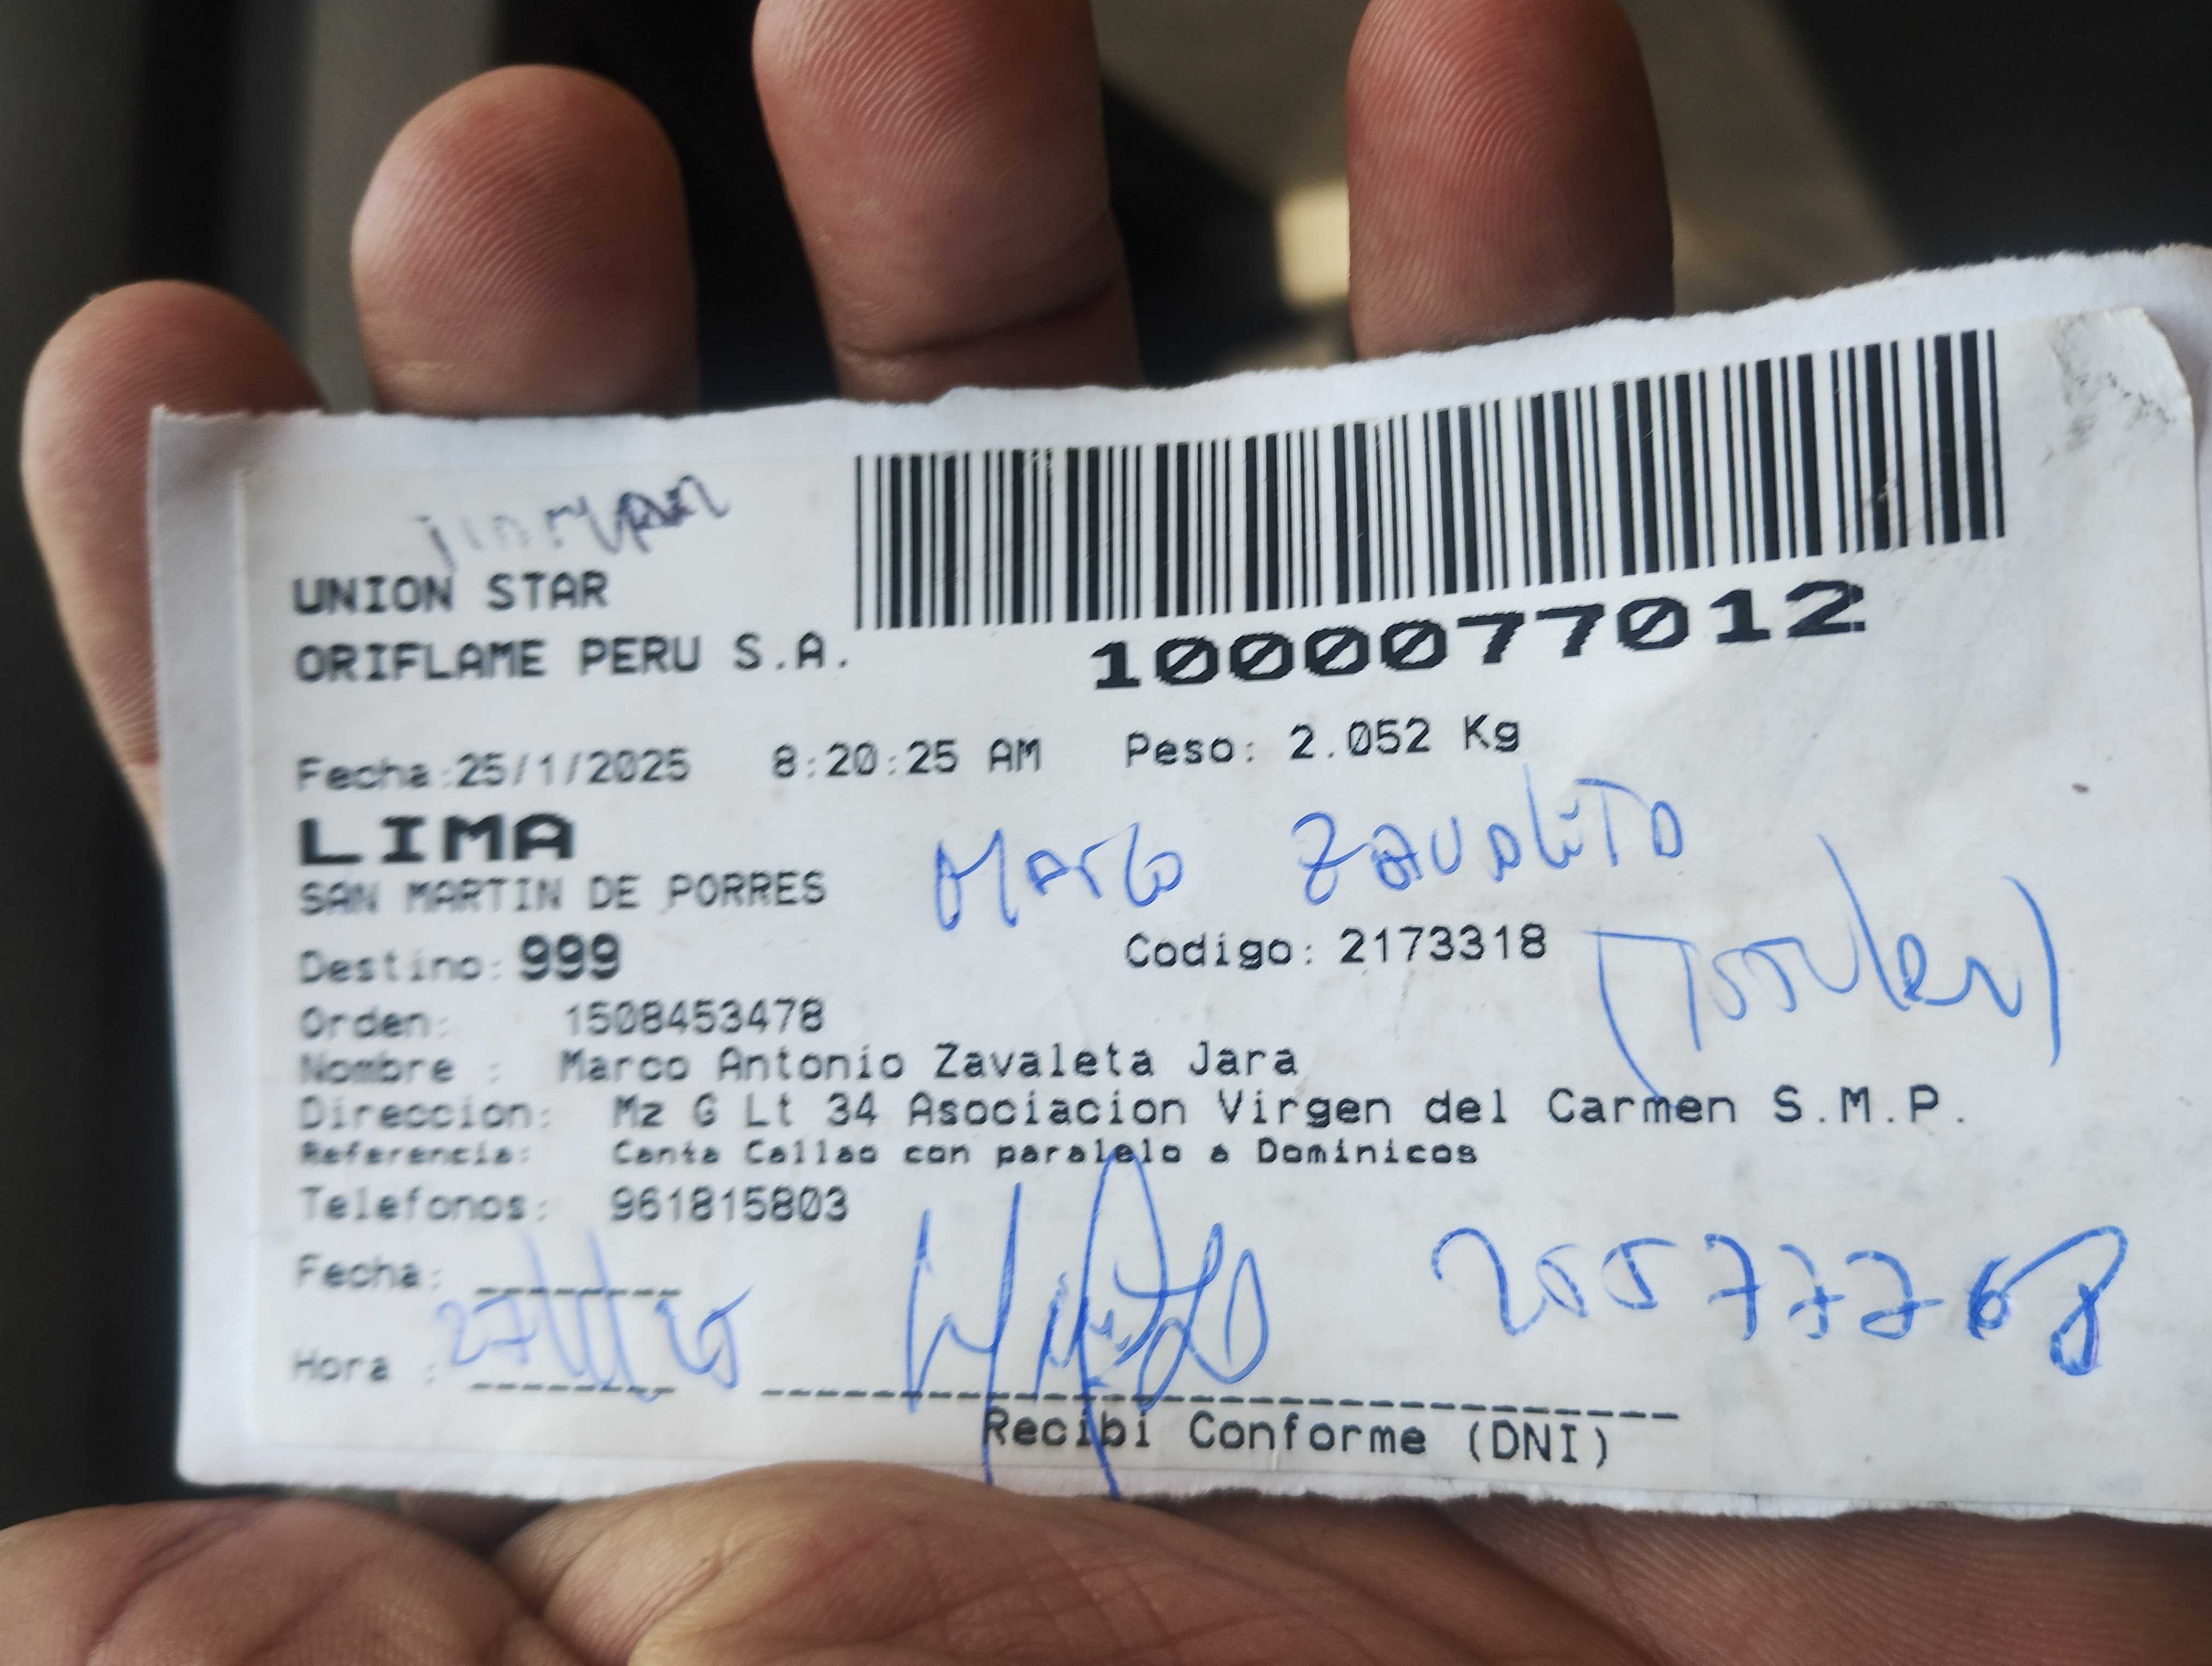 UNION STAR
ORIFLAME PERU S.A.
1000077012
Fecha:25/1/2025 8:20:25 AM Peso: 2.052 Kg
LIMA
SAN MARTIN DE PORRES
Marco Zavaleta
Destino: 999 Codigo: 2173318
Orden: 1508453478
Nombre : Marco Antonio Zavaleta Jara
Direccion: Mz G Lt 34 Asociacion Virgen del Carmen S.M.P.
Referencia: Canta Callao con paralelo a Dominicos
Telefonos: 961815803
Fecha:
Hora :
Recibi Conforme (DNI)